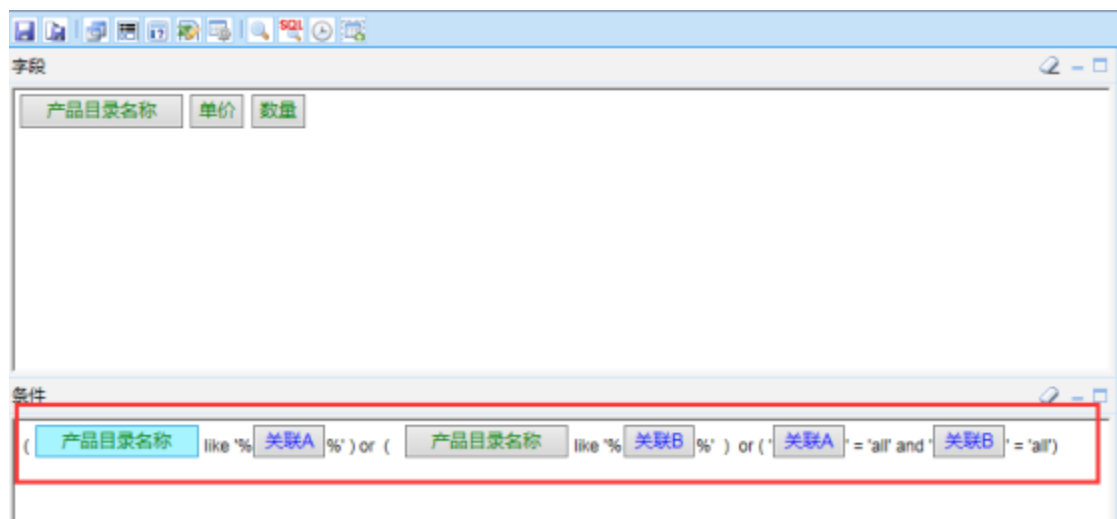 SQL
字段
产品目录名称 单价 数量
条件
( 产品目录名称 like '% 关联A %' ) or ( 产品目录名称 like '% 关联B %' ) or ( ' 关联A ' = 'all' and ' 关联B ' = 'all')